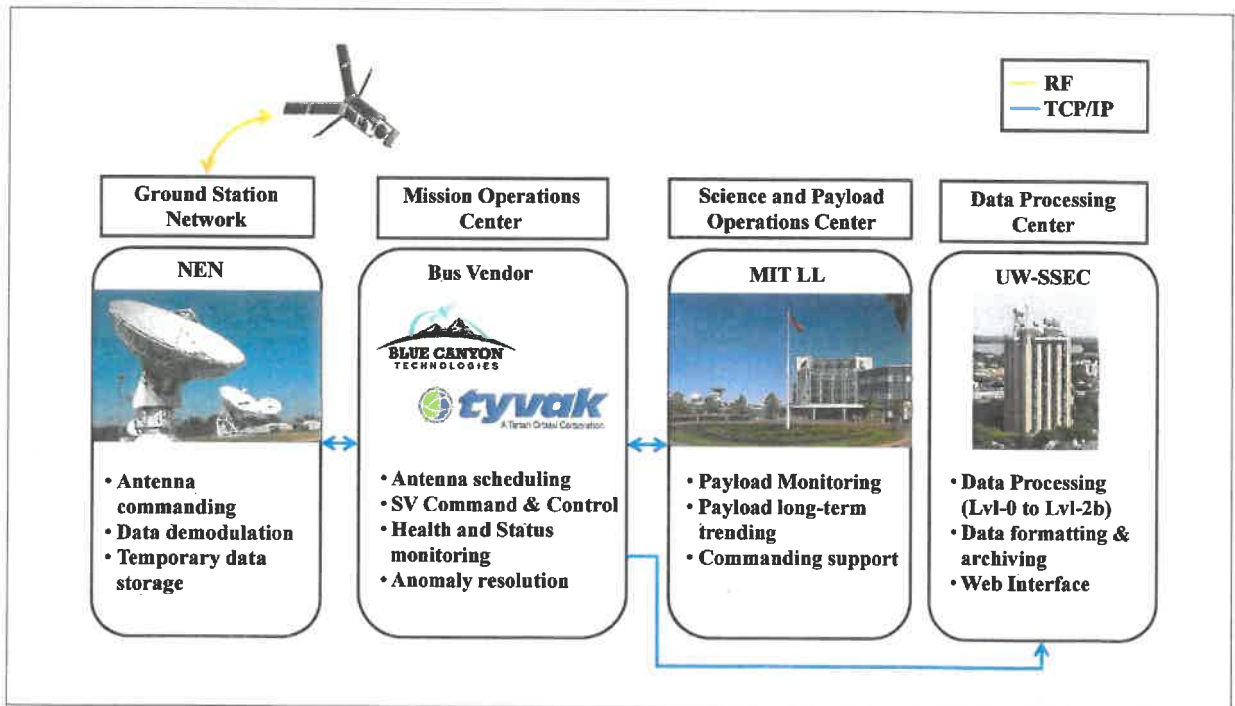 RF
TCP/IP
Ground Station
Network
Mission Operations
Center
Science and Payload
Operations Center
Data Processing
Center
NEN
• Antenna
commanding
• Data demodulation
• Temporary data
storage
Bus Vendor
BLUE CANYON
TECHNOLOGIES
tyvak
A Terran Orbital Corporation
• Antenna scheduling
• SV Command & Control
• Health and Status
monitoring
• Anomaly resolution
MIT LL
• Payload Monitoring
• Payload long-term
trending
• Commanding support
UW-SSEC
• Data Processing
(Lvl-0 to Lvl-2b)
• Data formatting &
archiving
• Web Interface